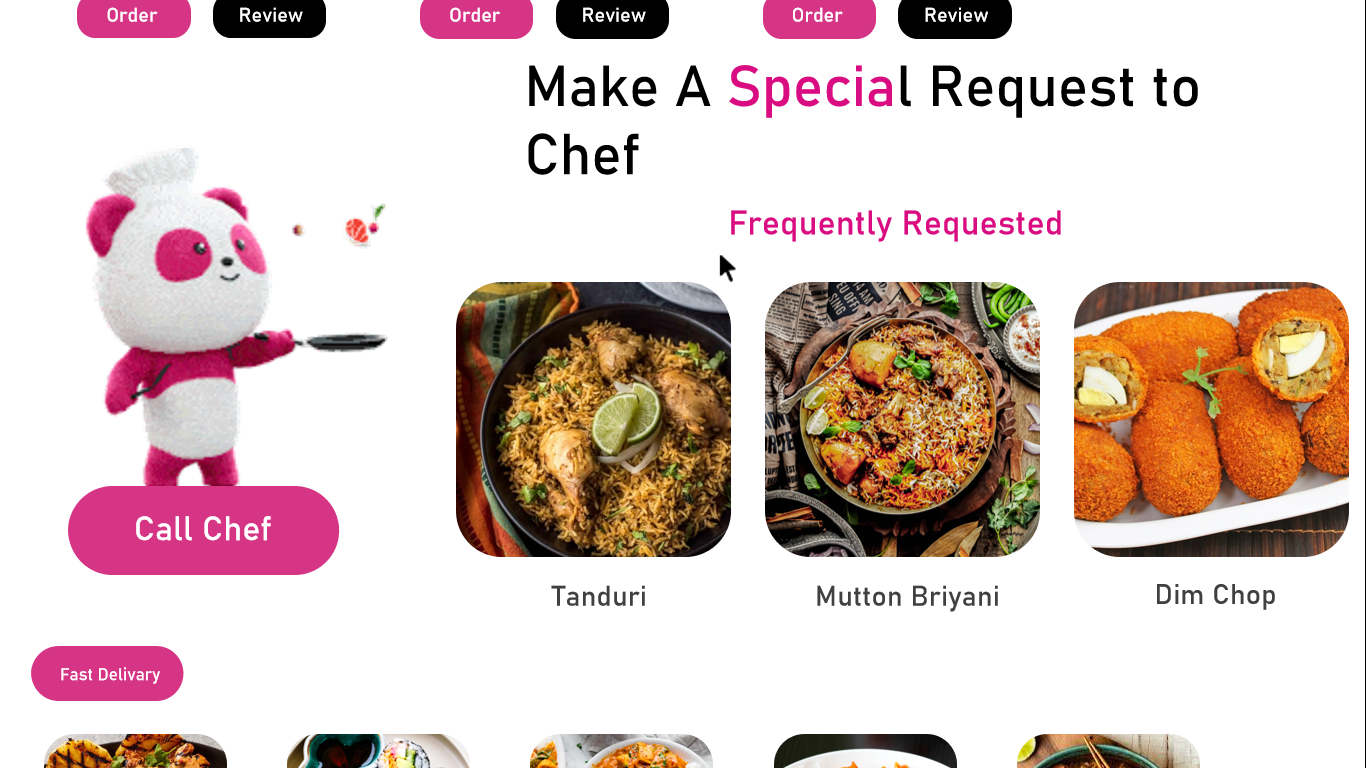 Order Review Order Review Order Review
Make A Special Request to
Chef
Frequently Requested
Call Chef
Tanduri Mutton Briyani Dim Chop
Fast Delivary